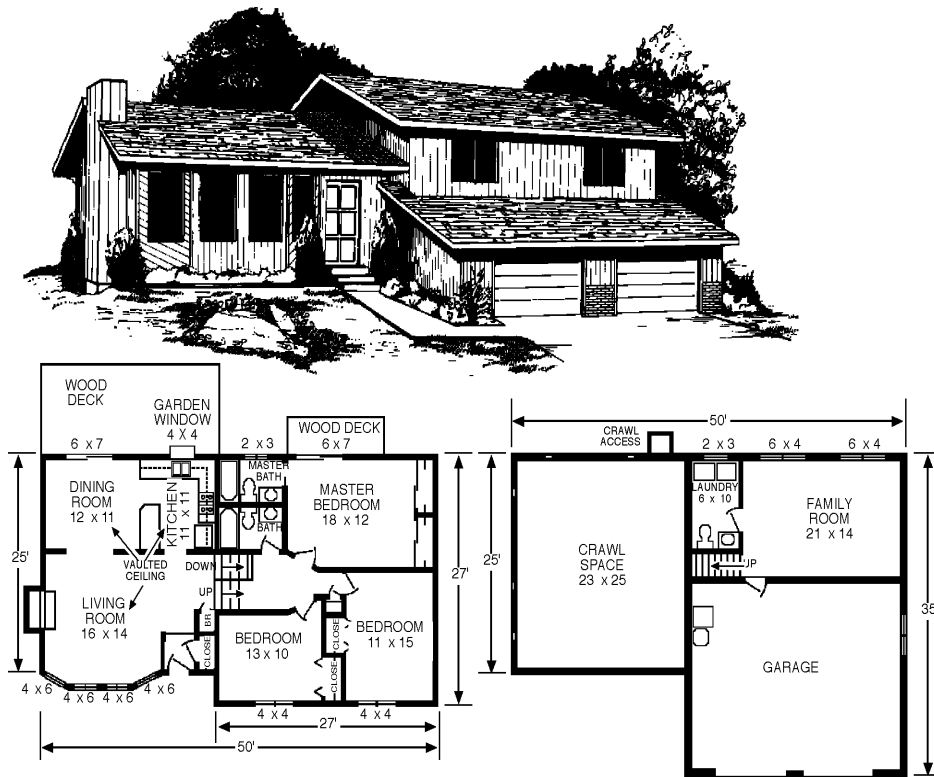 WOOD
DECK
GARDEN
WINDOW
4 X 4
6 x 7
2 x 3
WOOD DECK
6 x 7
MASTER
BATH
DINING
ROOM
12 x 11
KITCHEN
11 x 11
MASTER
BEDROOM
18 x 12
BATH
25'
27'
VAULTED
CEILING
DOWN
UP
LIVING
ROOM
16 x 14
BR
CLOSE
BEDROOM
13 x 10
CLOSE
CLOSE
BEDROOM
11 x 15
4 x 6
4 x 6
4 x 6
4 x 6
4 x 4
4 x 4
27'
50'
50'
CRAWL
ACCESS
2 x 3
6 x 4
6 x 4
LAUNDRY
6 x 10
FAMILY
ROOM
21 x 14
25'
CRAWL
SPACE
23 x 25
UP
35'
GARAGE